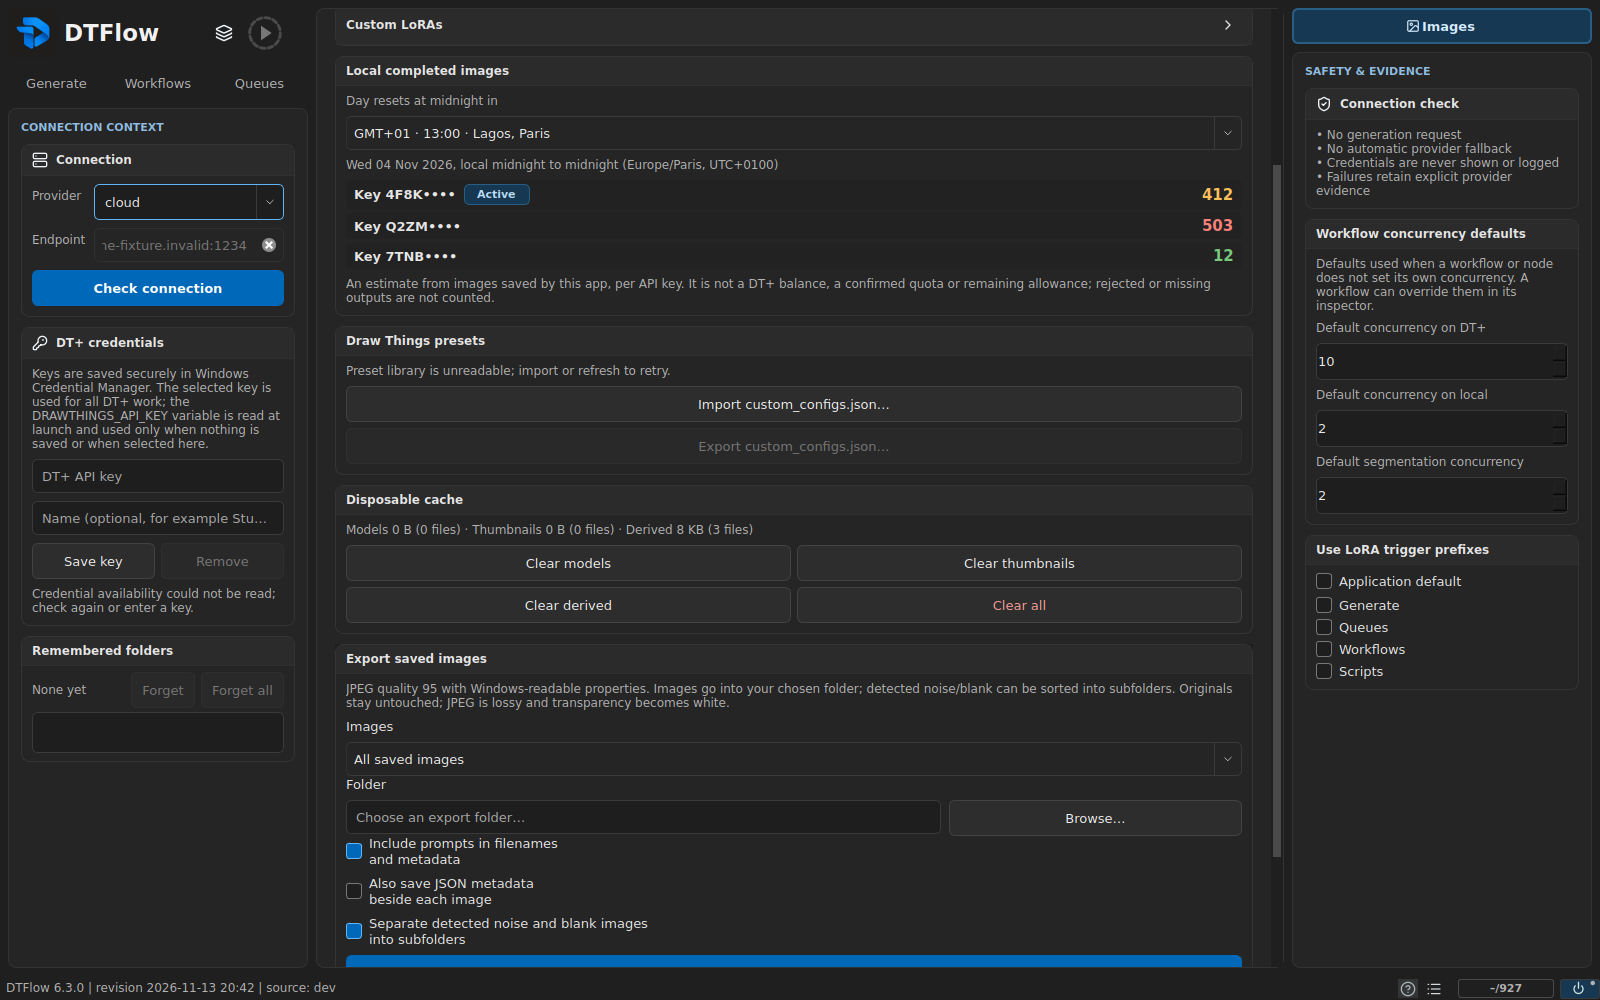 DTFlow
Generate
Workflows
Queues
CONNECTION CONTEXT
Connection
Provider
cloud
Endpoint
ne-fixture.invalid:1234
Check connection
DT+ credentials
Keys are saved securely in Windows
Credential Manager. The selected key is
used for all DT+ work; the
DRAWTHINGS_API_KEY variable is read at
launch and used only when nothing is
saved or when selected here.
DT+ API key
Name (optional, for example Stu...
Save key
Remove
Credential availability could not be read;
check again or enter a key.
Remembered folders
None yet
Forget
Forget all
Custom LoRAs
Local completed images
Day resets at midnight in
GMT+01 · 13:00 · Lagos, Paris
Wed 04 Nov 2026, local midnight to midnight (Europe/Paris, UTC+0100)
Key 4F8K••••
Active
412
Key Q2ZM••••
503
Key 7TNB••••
12
An estimate from images saved by this app, per API key. It is not a DT+ balance, a confirmed quota or remaining allowance; rejected or missing
outputs are not counted.
Draw Things presets
Preset library is unreadable; import or refresh to retry.
Import custom_configs.json...
Export custom_configs.json...
Disposable cache
Models 0 B (0 files) · Thumbnails 0 B (0 files) · Derived 8 KB (3 files)
Clear models
Clear thumbnails
Clear derived
Clear all
Export saved images
JPEG quality 95 with Windows-readable properties. Images go into your chosen folder; detected noise/blank can be sorted into subfolders. Originals
stay untouched; JPEG is lossy and transparency becomes white.
Images
All saved images
Folder
Choose an export folder...
Browse...
Include prompts in filenames
and metadata
Also save JSON metadata
beside each image
Separate detected noise and blank images
into subfolders
Images
SAFETY & EVIDENCE
Connection check
• No generation request
• No automatic provider fallback
• Credentials are never shown or logged
• Failures retain explicit provider
evidence
Workflow concurrency defaults
Defaults used when a workflow or node
does not set its own concurrency. A
workflow can override them in its
inspector.
Default concurrency on DT+
10
Default concurrency on local
2
Default segmentation concurrency
2
Use LoRA trigger prefixes
Application default
Generate
Queues
Workflows
Scripts
DTFlow 6.3.0 | revision 2026-11-13 20:42 | source: dev
–/927